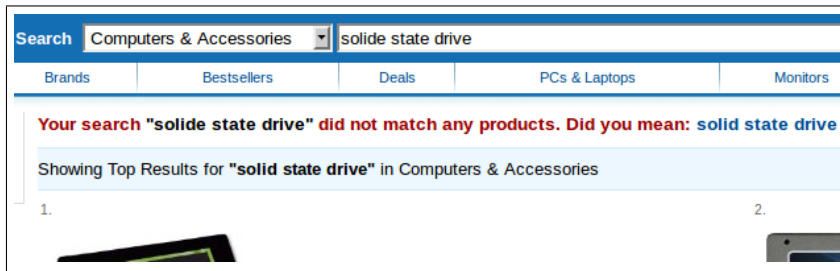 Search Computers & Accessories solide state drive
Brands Bestsellers Deals PCs & Laptops Monitors
Your search "solide state drive" did not match any products. Did you mean: solid state drive
Showing Top Results for "solid state drive" in Computers & Accessories
1. 2.